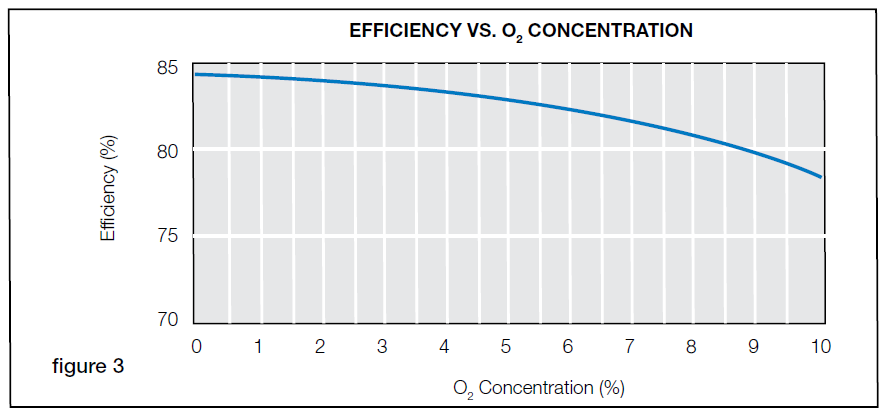 EFFICIENCY VS. O₂ CONCENTRATION
85
80
75
70
Efficiency (%)
0 1 2 3 4 5 6 7 8 9 10
O₂ Concentration (%)
figure 3